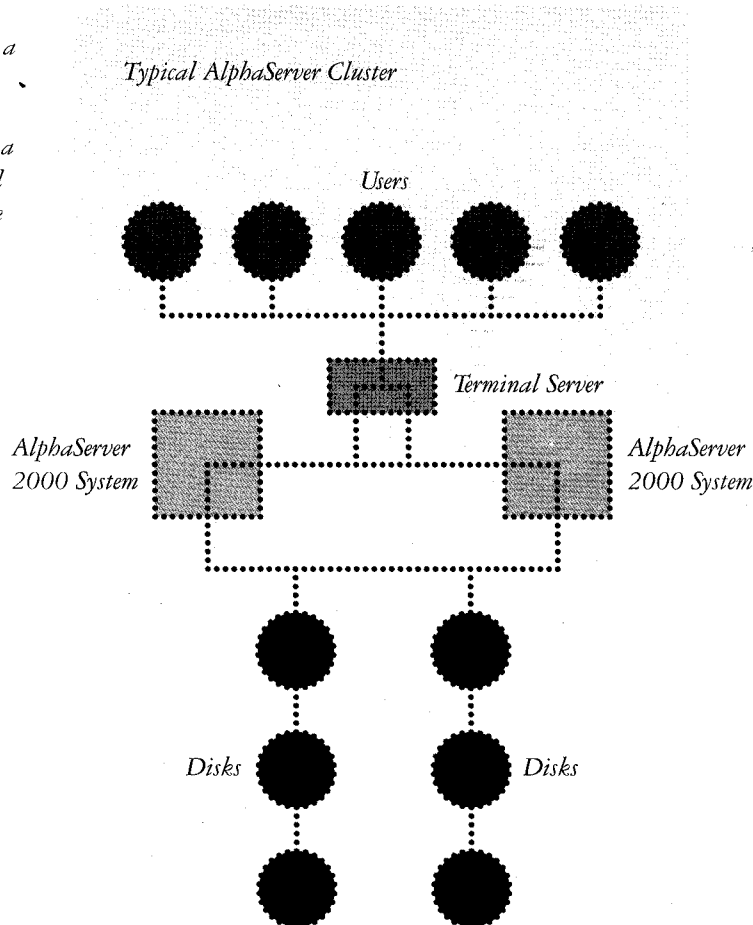 a
Typical AlphaServer Cluster
a
l
e
Users
Terminal Server
AlphaServer
2000 System
AlphaServer
2000 System
Disks
Disks